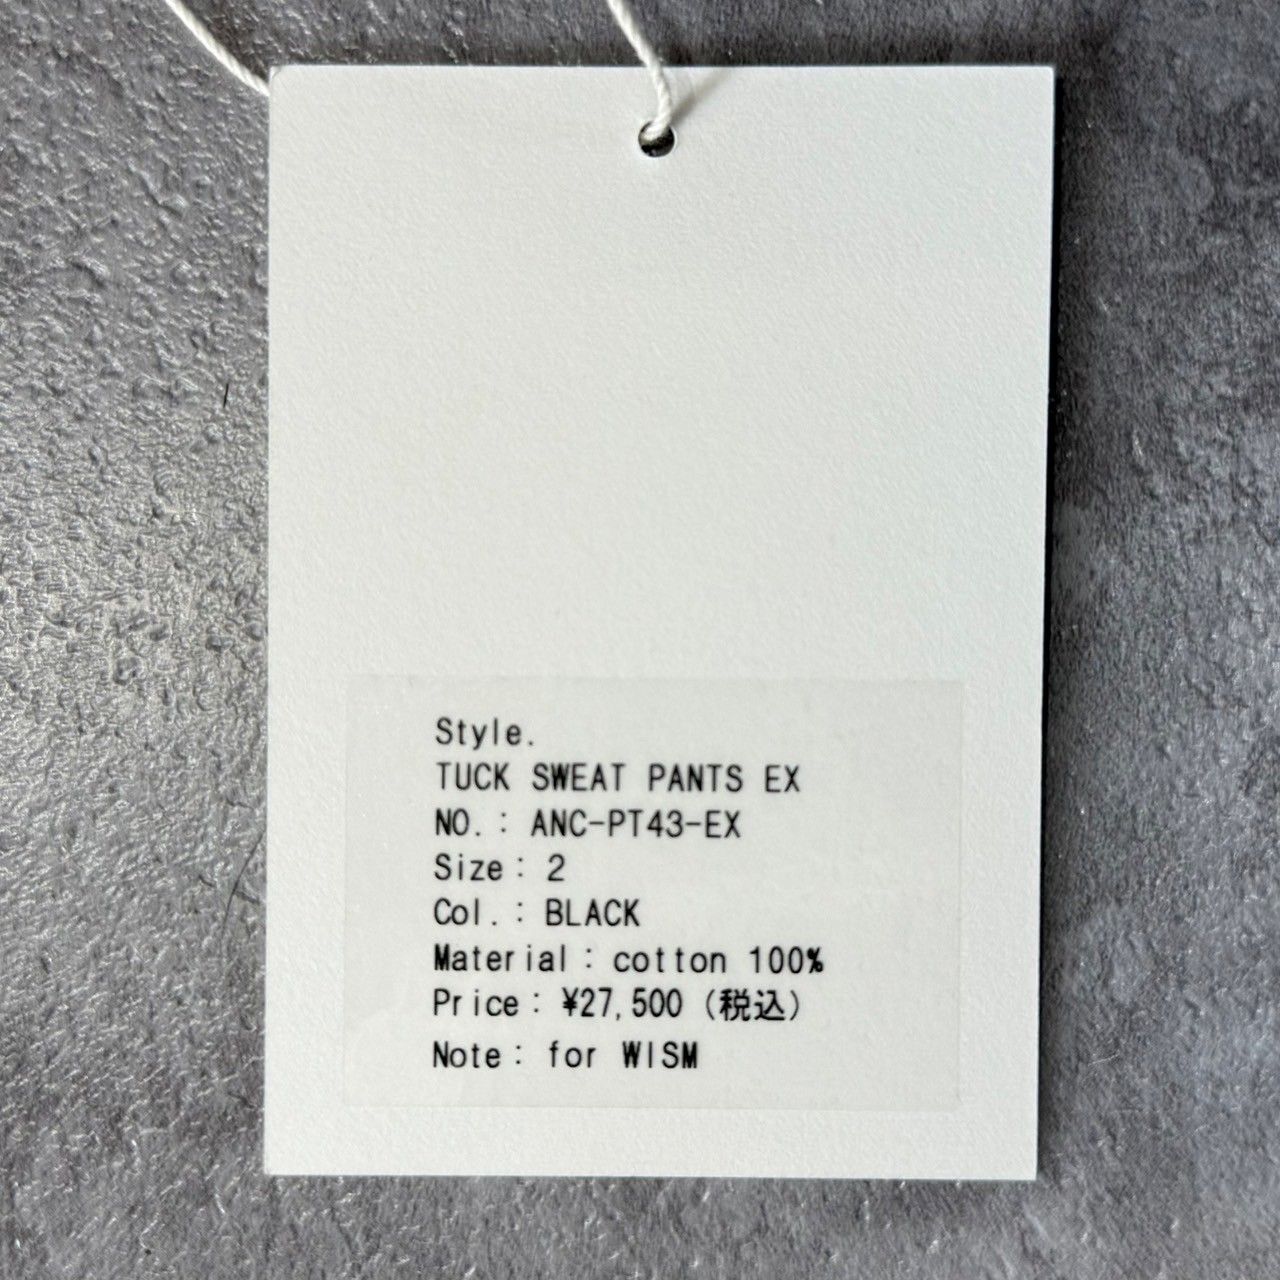 Style.
TUCK SWEAT PANTS EX
NO.: ANC-PT43-EX
Size: 2
Col.: BLACK
Material: cotton 100%
Price: ¥27,500 (税込)
Note: for WISM